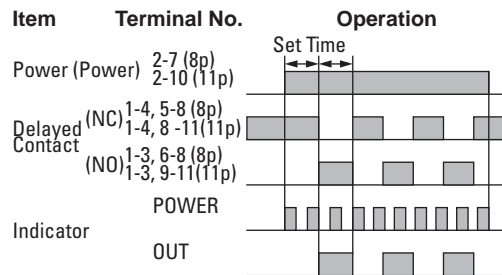 Item Terminal No. Operation
Set Time
Power (Power) 2-7 (8p)
2-10 (11p)
Delayed Contact (NC) 1-4, 5-8 (8p)
1-4, 8 -11(11p)
(NO) 1-3, 6-8 (8p)
1-3, 9-11(11p)
Indicator POWER
OUT